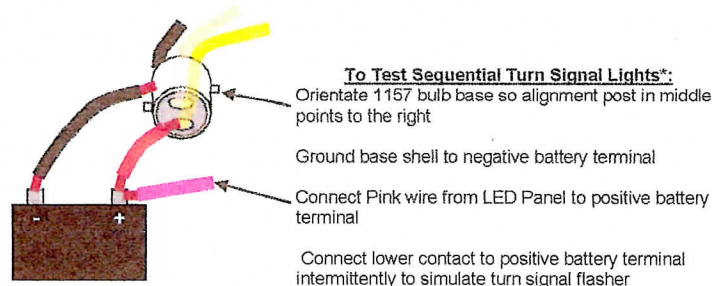 To Test Sequential Turn Signal Lights*:
Orientate 1157 bulb base so alignment post in middle
points to the right
Ground base shell to negative battery terminal
Connect Pink wire from LED Panel to positive battery
terminal
Connect lower contact to positive battery terminal
intermittently to simulate turn signal flasher
- +